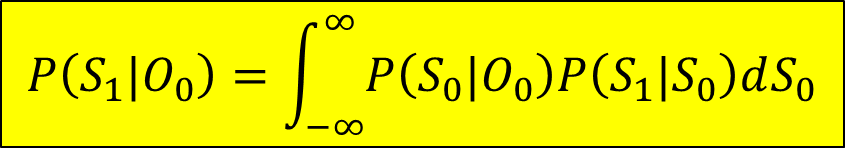 P(S₁|O₀) = ∫_{-∞}^{∞} P(S₀|O₀)P(S₁|S₀)dS₀